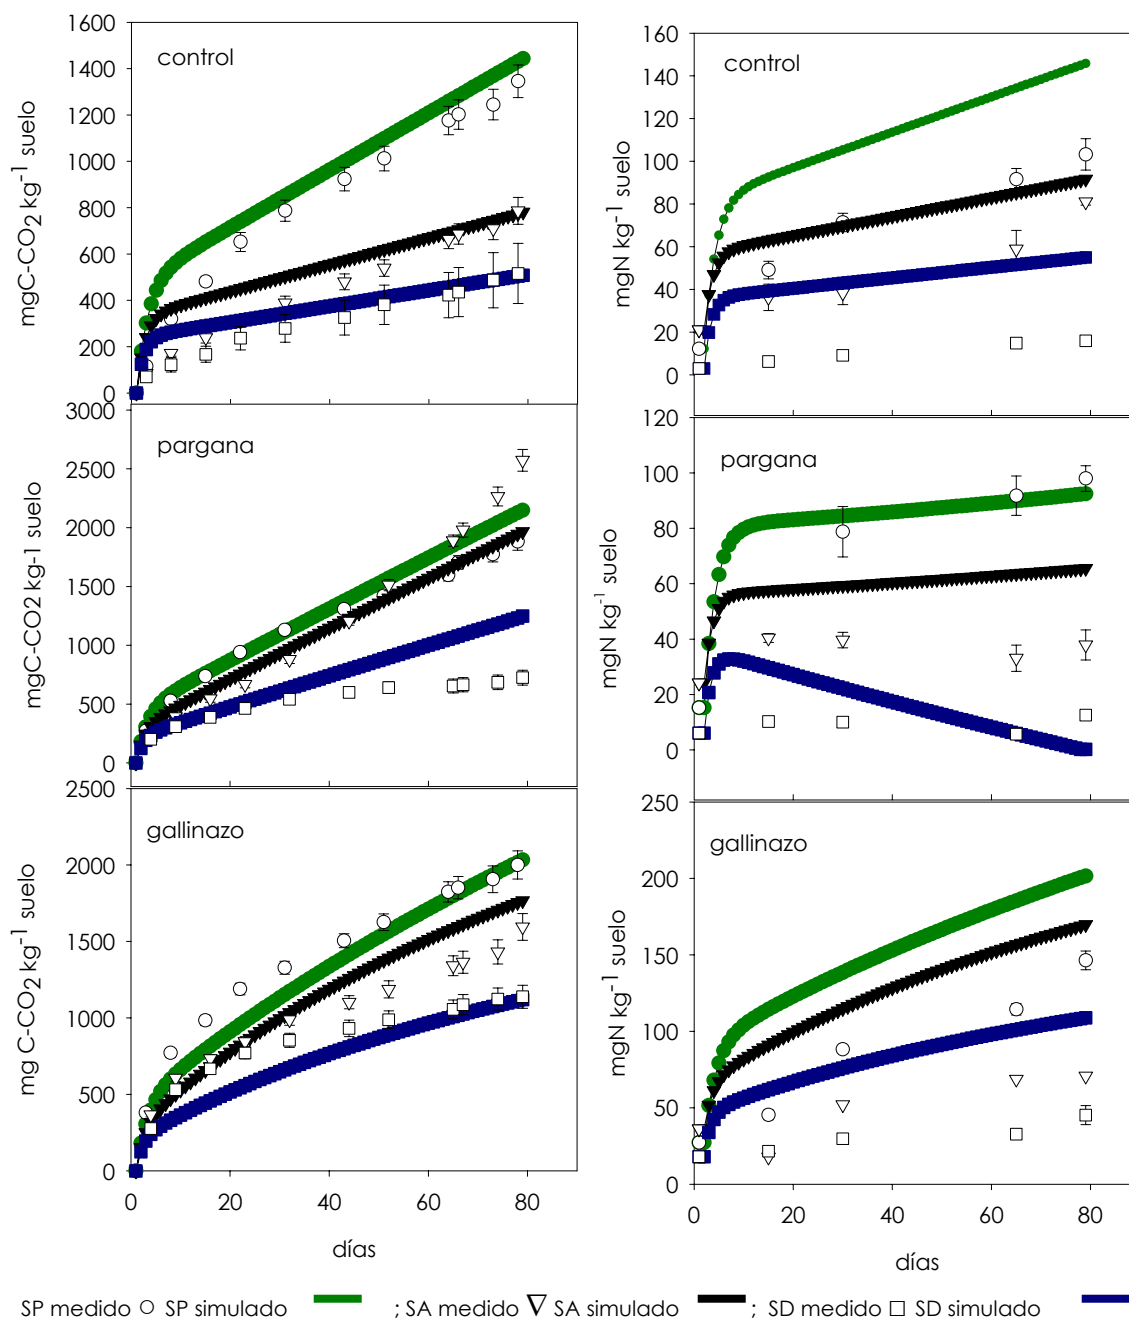 1600
1400
1200
1000
800
600
400
200
0
mgC-CO2 kg-1 suelo
control
160
140
120
100
80
60
40
20
0
mgN kg-1 suelo
control
3000
2500
2000
1500
1000
500
0
mgC-CO2 kg-1 suelo
pargana
120
100
80
60
40
20
0
mgN kg-1 suelo
pargana
2500
2000
1500
1000
500
0
mg C-CO2 kg-1 suelo
gallinazo
0 20 40 60 80
días
250
200
150
100
50
0
mgN kg-1 suelo
gallinazo
0 20 40 60 80
días
SP medido SP simulado ; SA medido SA simulado ; SD medido SD simulado